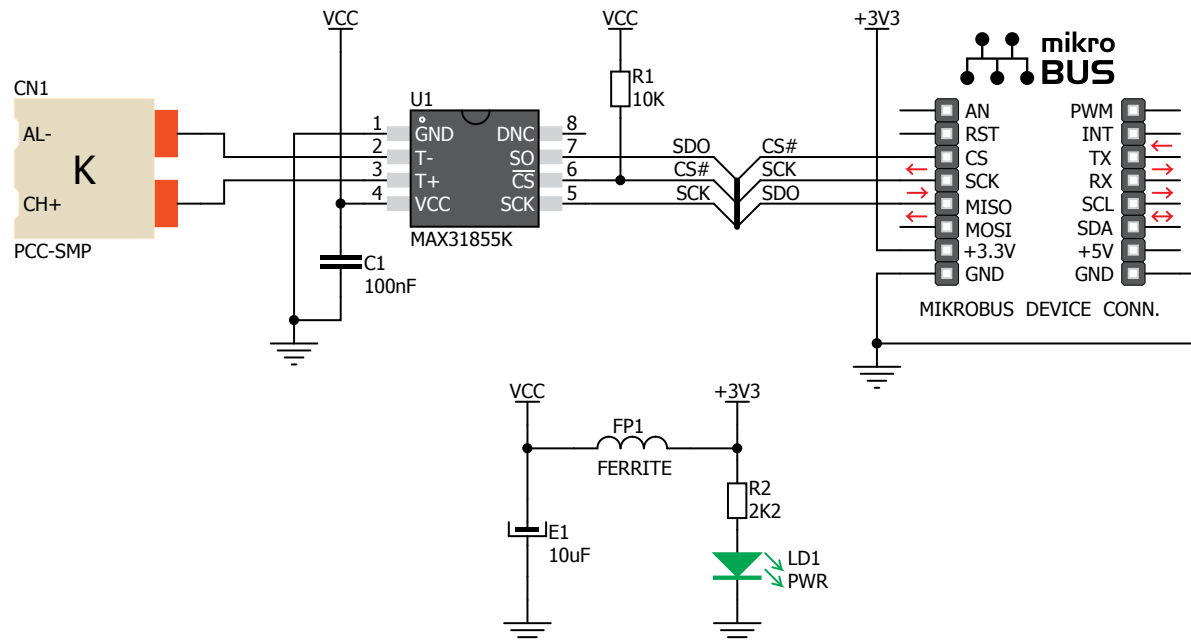 VCC
VCC
+3V3
mikro
BUS
CN1
AL-
K
CH+
PCC-SMP
U1
1
2
3
4
GND
T-
T+
VCC
DNC
SO
CS
SCK
8
7
6
5
MAX31855K
C1
100nF
R1
10K
SDO
CS#
SCK
CS#
SCK
SDO
AN
RST
CS
SCK
MISO
MOSI
+3.3V
GND
PWM
INT
TX
RX
SCL
SDA
+5V
GND
MIKROBUS DEVICE CONN.
VCC
+3V3
FP1
FERRITE
E1
10uF
R2
2K2
LD1
PWR